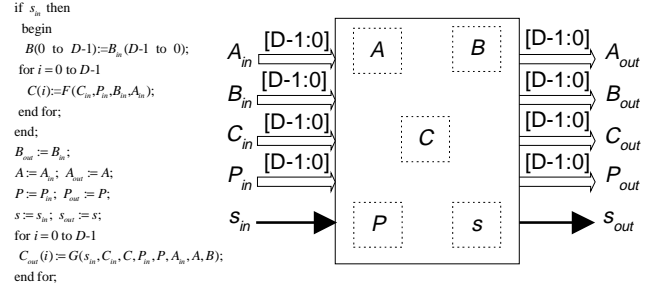 if s_in then
begin
B(0 to D-1):=B_in(D-1 to 0);
for i = 0 to D-1
C(i):=F(C_in,P_in,B_in,A_in);
end for;
end;
B_out := B_in;
A:= A_in; A_out := A;
P:= P_in; P_out := P;
s:= s_in; s_out := s;
for i = 0 to D-1
C_out(i):= G(s_in,C_in,C,P_in,P,A_in,A,B);
end for;
A_in [D-1:0] A B [D-1:0] A_out
B_in [D-1:0] [D-1:0] B_out
C_in [D-1:0] C [D-1:0] C_out
P_in [D-1:0] [D-1:0] P_out
s_in P s s_out